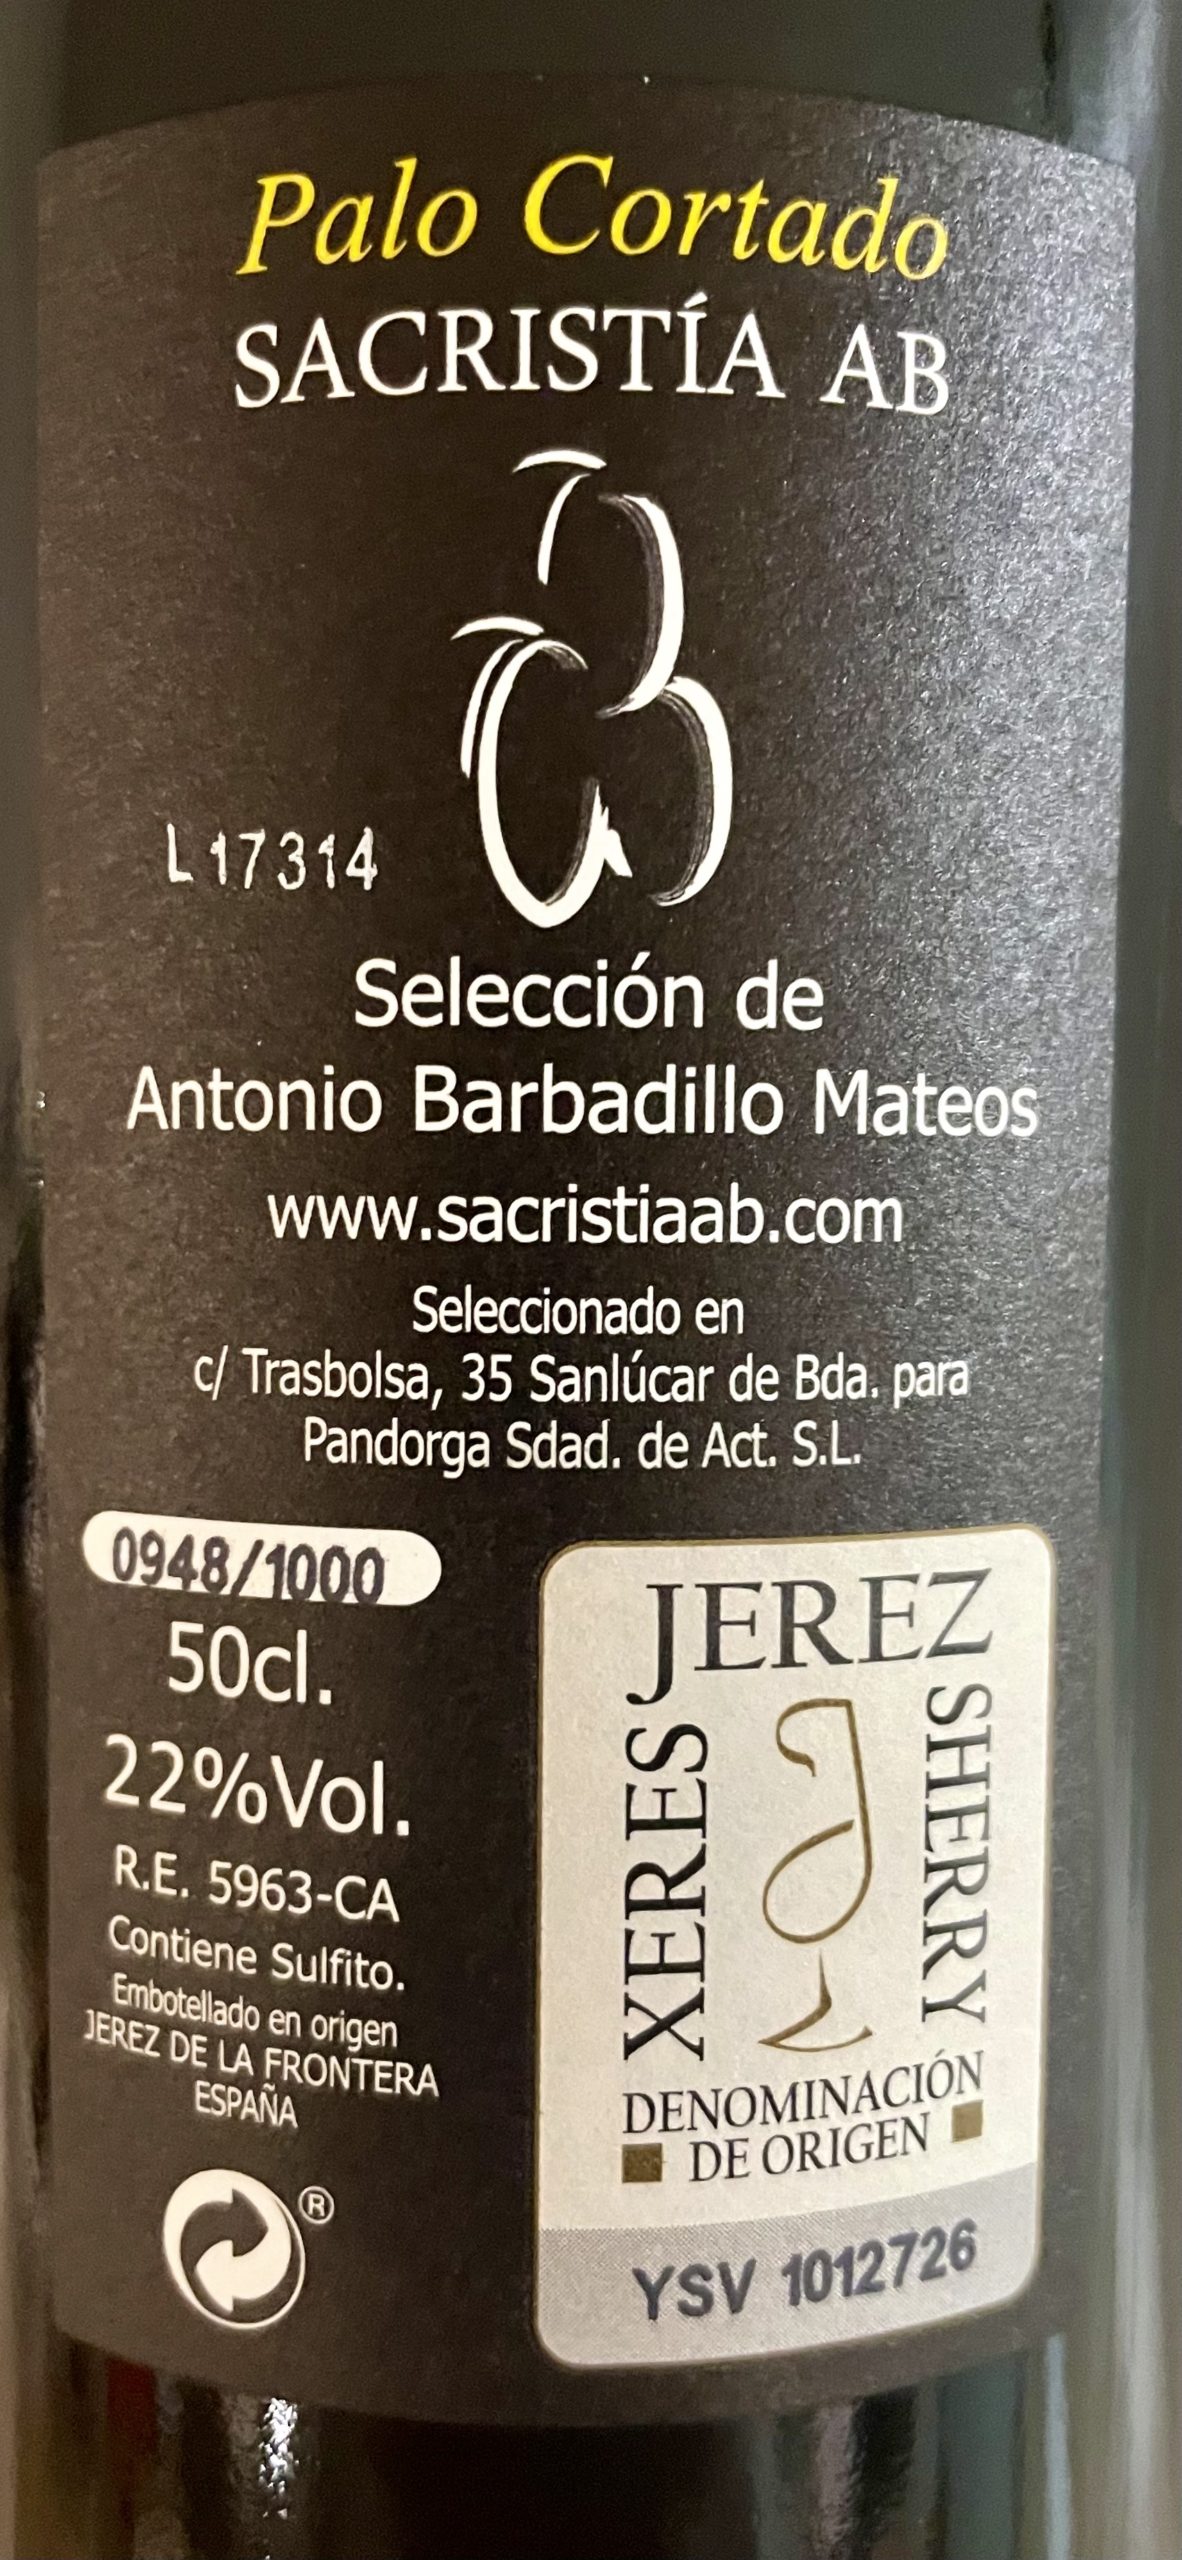 Palo Cortado
SACRISTÍA AB
L17314
Selección de
Antonio Barbadillo Mateos
www.sacristiaab.com
Seleccionado en
c/ Trasbolsa, 35 Sanlúcar de Bda. para
Pandorga Sdad. de Act. S.L.
0948/1000
50cl.
22%Vol.
R.E. 5963-CA
Contiene Sulfito.
Embotellado en origen
JEREZ DE LA FRONTERA
ESPAÑA
®
JEREZ
XERES
SHERRY
DENOMINACIÓN
DE ORIGEN
YSV 1012726